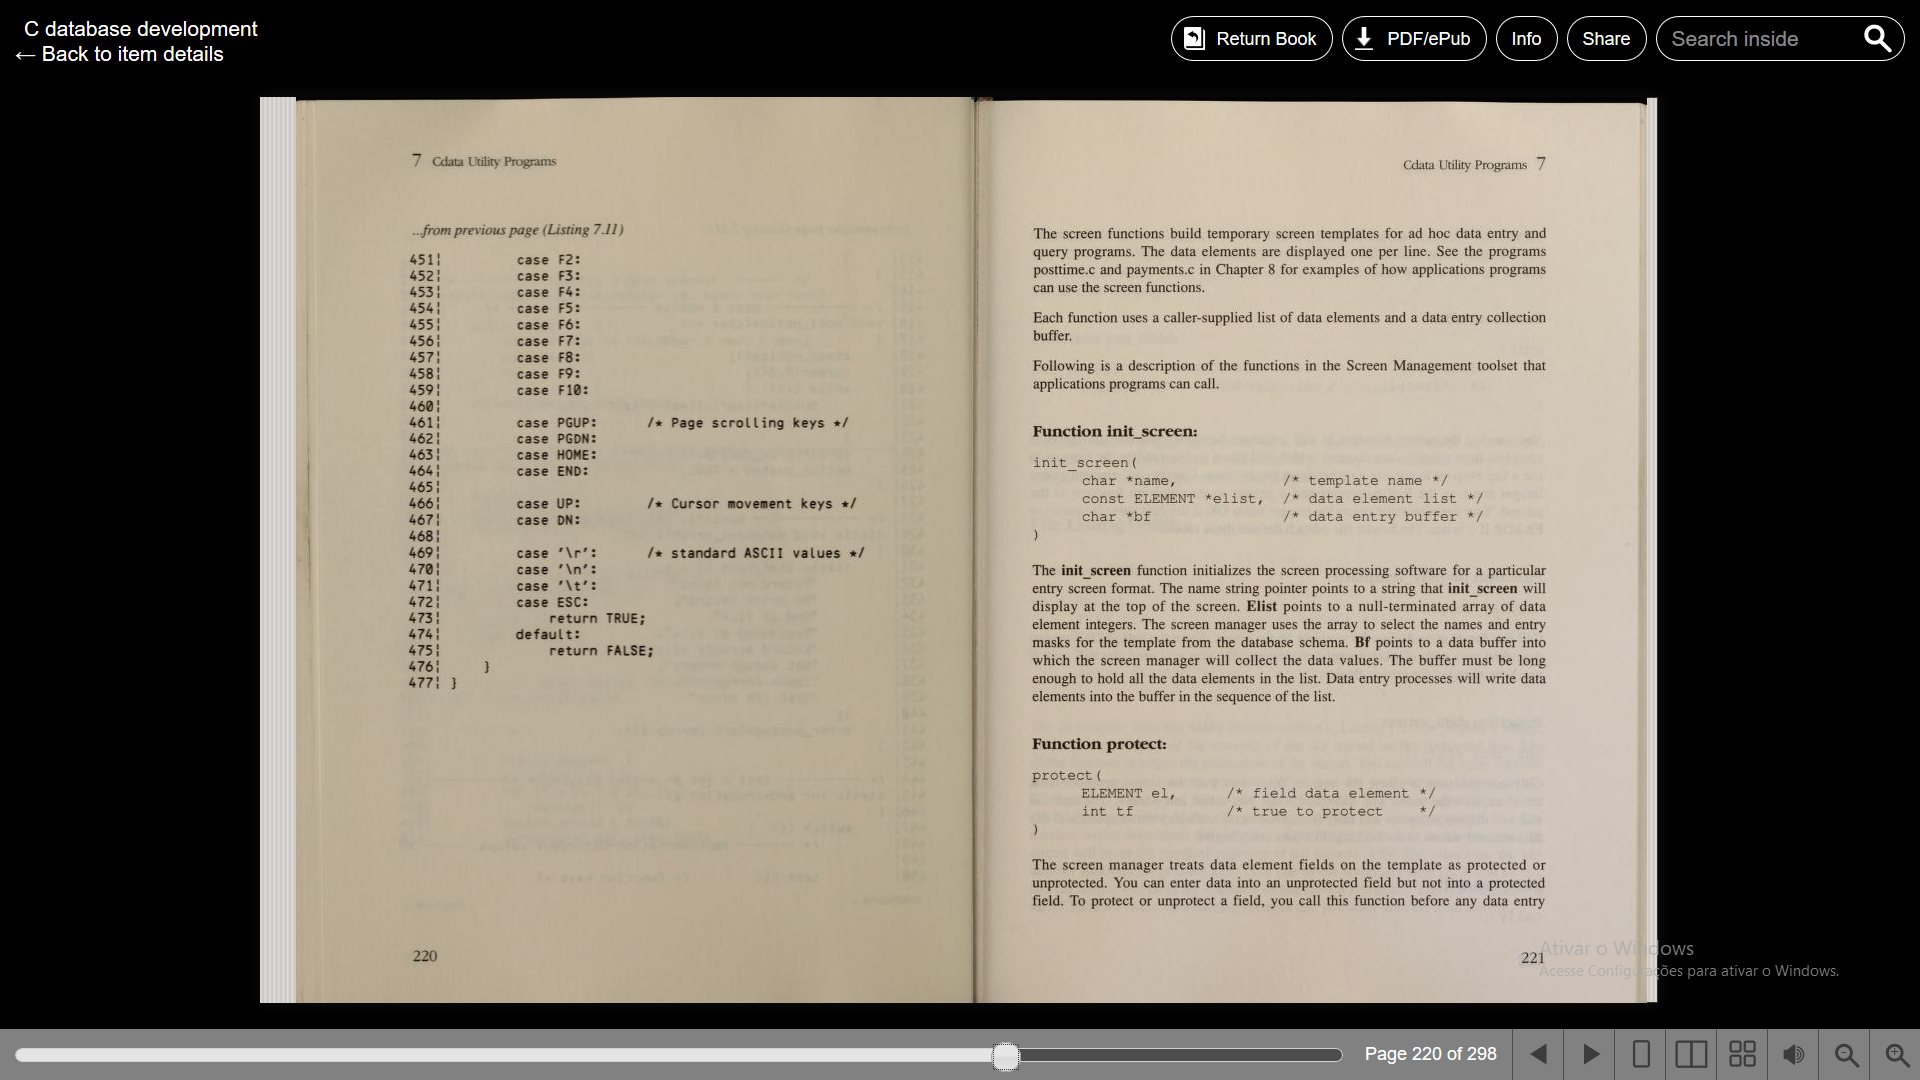 C database development
← Back to item details
Return Book
PDF/ePub
Info
Share
Search inside
7 Cdata Utility Programs
...from previous page (Listing 7.11)
451¦ case F2:
452¦ case F3:
453¦ case F4:
454¦ case F5:
455¦ case F6:
456¦ case F7:
457¦ case F8:
458¦ case F9:
459¦ case F10:
460¦
461¦ case PGUP: /* Page scrolling keys */
462¦ case PGDN:
463¦ case HOME:
464¦ case END:
465¦
466¦ case UP: /* Cursor movement keys */
467¦ case DN:
468¦
469¦ case '\r': /* standard ASCII values */
470¦ case '\n':
471¦ case '\t':
472¦ case ESC:
473¦ return TRUE;
474¦ default:
475¦ return FALSE;
476¦ }
477¦ }
220
Cdata Utility Programs 7
The screen functions build temporary screen templates for ad hoc data entry and
query programs. The data elements are displayed one per line. See the programs
posttime.c and payments.c in Chapter 8 for examples of how applications programs
can use the screen functions.
Each function uses a caller-supplied list of data elements and a data entry collection
buffer.
Following is a description of the functions in the Screen Management toolset that
applications programs can call.
Function init_screen:
init_screen(
char *name, /* template name */
const ELEMENT *elist, /* data element list */
char *bf /* data entry buffer */
)
The init_screen function initializes the screen processing software for a particular
entry screen format. The name string pointer points to a string that init_screen will
display at the top of the screen. Elist points to a null-terminated array of data
element integers. The screen manager uses the array to select the names and entry
masks for the template from the database schema. Bf points to a data buffer into
which the screen manager will collect the data values. The buffer must be long
enough to hold all the data elements in the list. Data entry processes will write data
elements into the buffer in the sequence of the list.
Function protect:
protect(
ELEMENT el, /* field data element */
int tf /* true to protect */
)
The screen manager treats data element fields on the template as protected or
unprotected. You can enter data into an unprotected field but not into a protected
field. To protect or unprotect a field, you call this function before any data entry
221
Ativar o Windows
Acesse Configurações para ativar o Windows.
Page 220 of 298